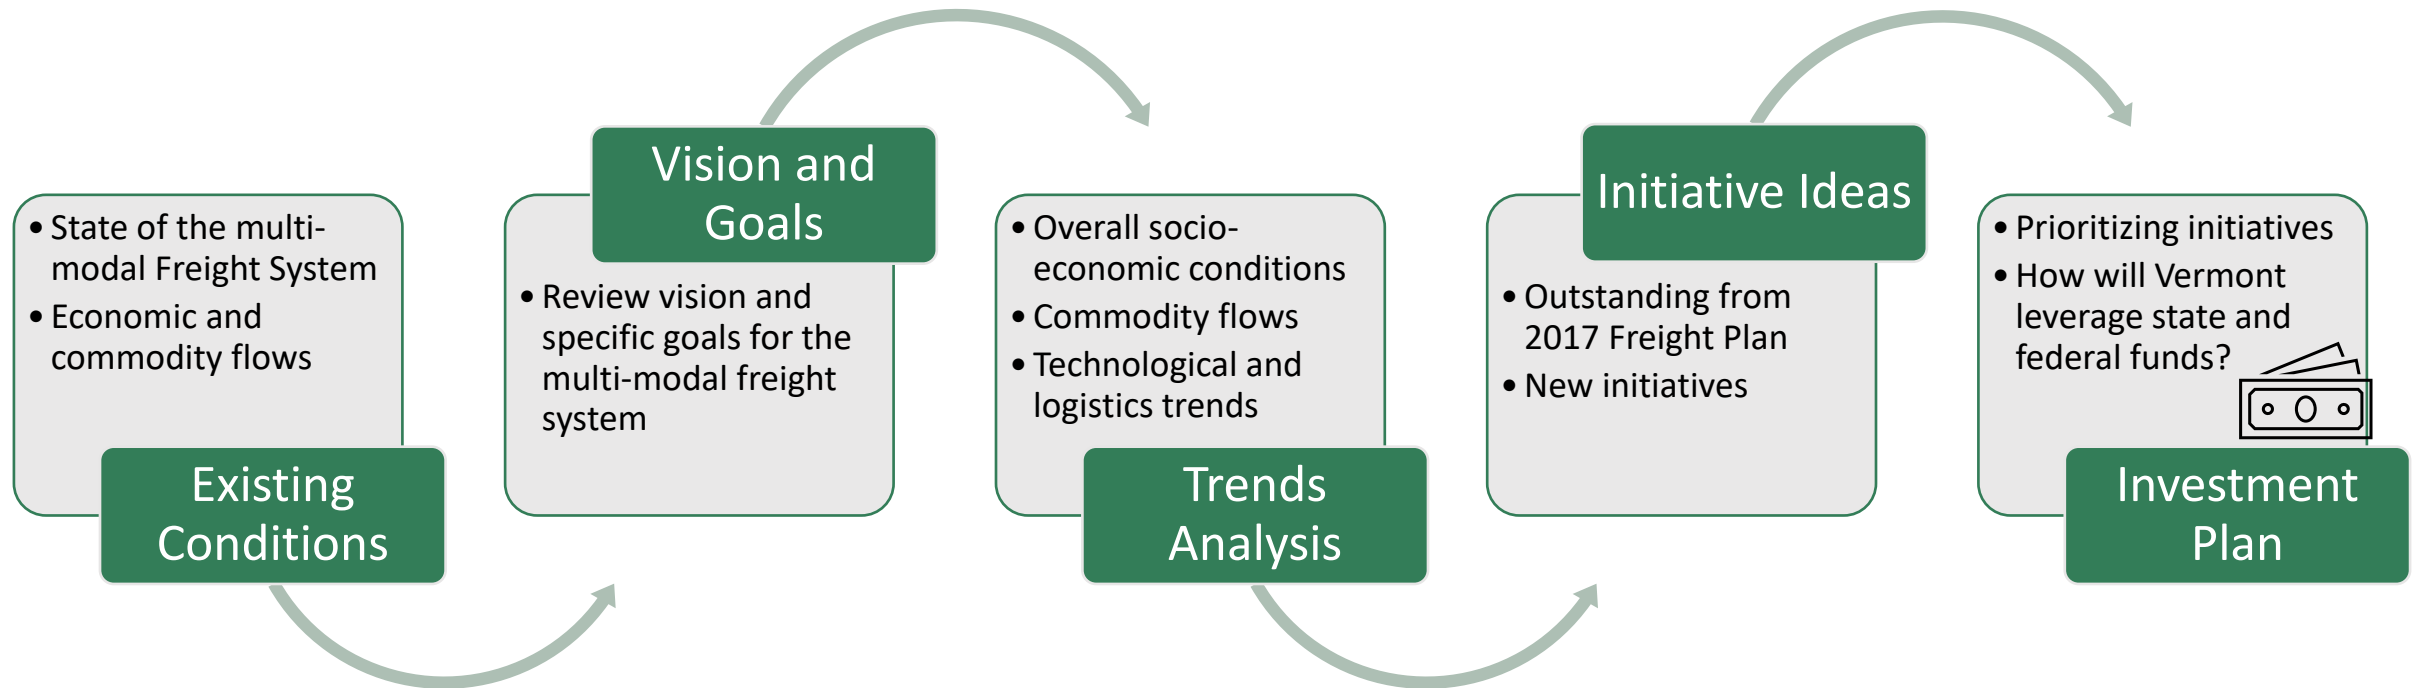 • State of the multi-
modal Freight System
• Economic and
commodity flows
Existing
Conditions
Vision and
Goals
• Review vision and
specific goals for the
multi-modal freight
system
• Overall socio-
economic conditions
• Commodity flows
• Technological and
logistics trends
Trends
Analysis
Initiative Ideas
• Outstanding from
2017 Freight Plan
• New initiatives
• Prioritizing initiatives
• How will Vermont
leverage state and
federal funds?
Investment
Plan